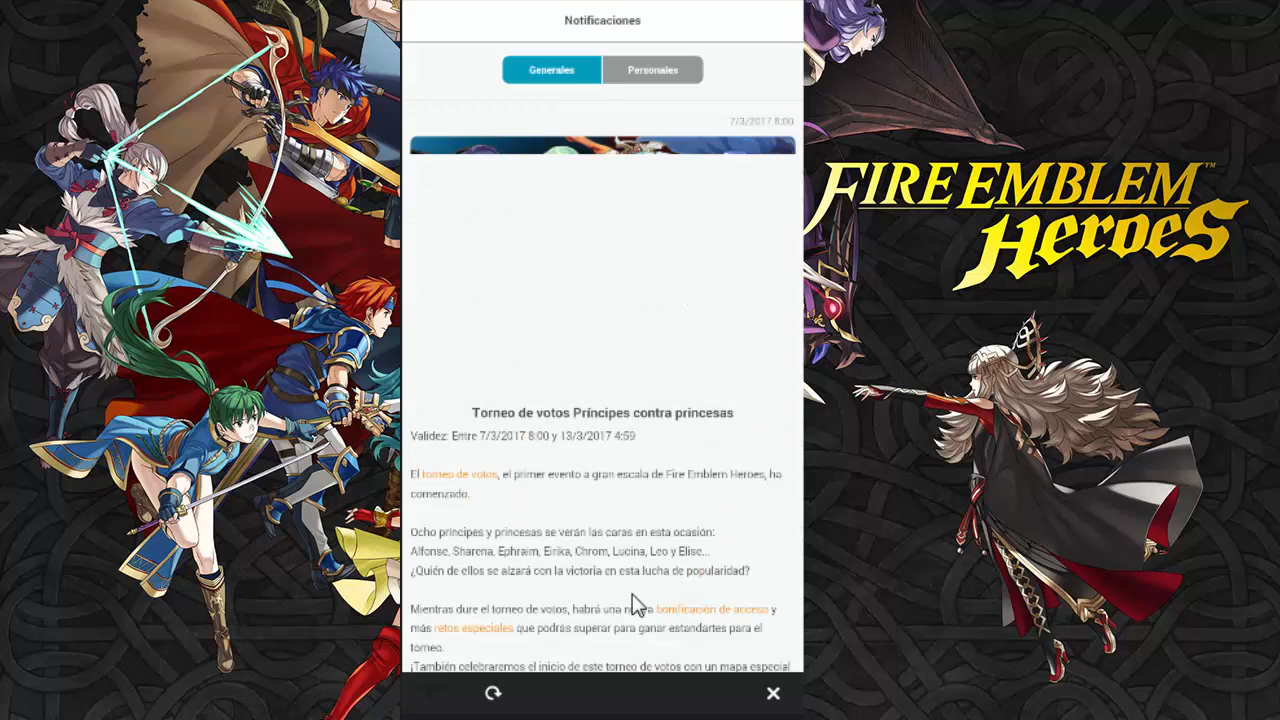 Notificaciones
Generales
Personales
7/3/2017 8:00
FIRE EMBLEM™
HeroeS
Torneo de votos Príncipes contra princesas
Validez: Entre 7/3/2017 8:00 y 13/3/2017 4:59
El torneo de votos, el primer evento a gran escala de Fire Emblem Heroes, ha
comenzado.
Ocho príncipes y princesas se verán las caras en esta ocasión:
Alfonse, Sharena, Ephraim, Eirika, Chrom, Lucina, Leo y Elise...
¿Quién de ellos se alzará con la victoria en esta lucha de popularidad?
Mientras dure el torneo de votos, habrá una bonificación de acceso y
más retos especiales que podrás superar para ganar estandartes para el
torneo.
¡También celebraremos el inicio de este torneo de votos con un mapa especial